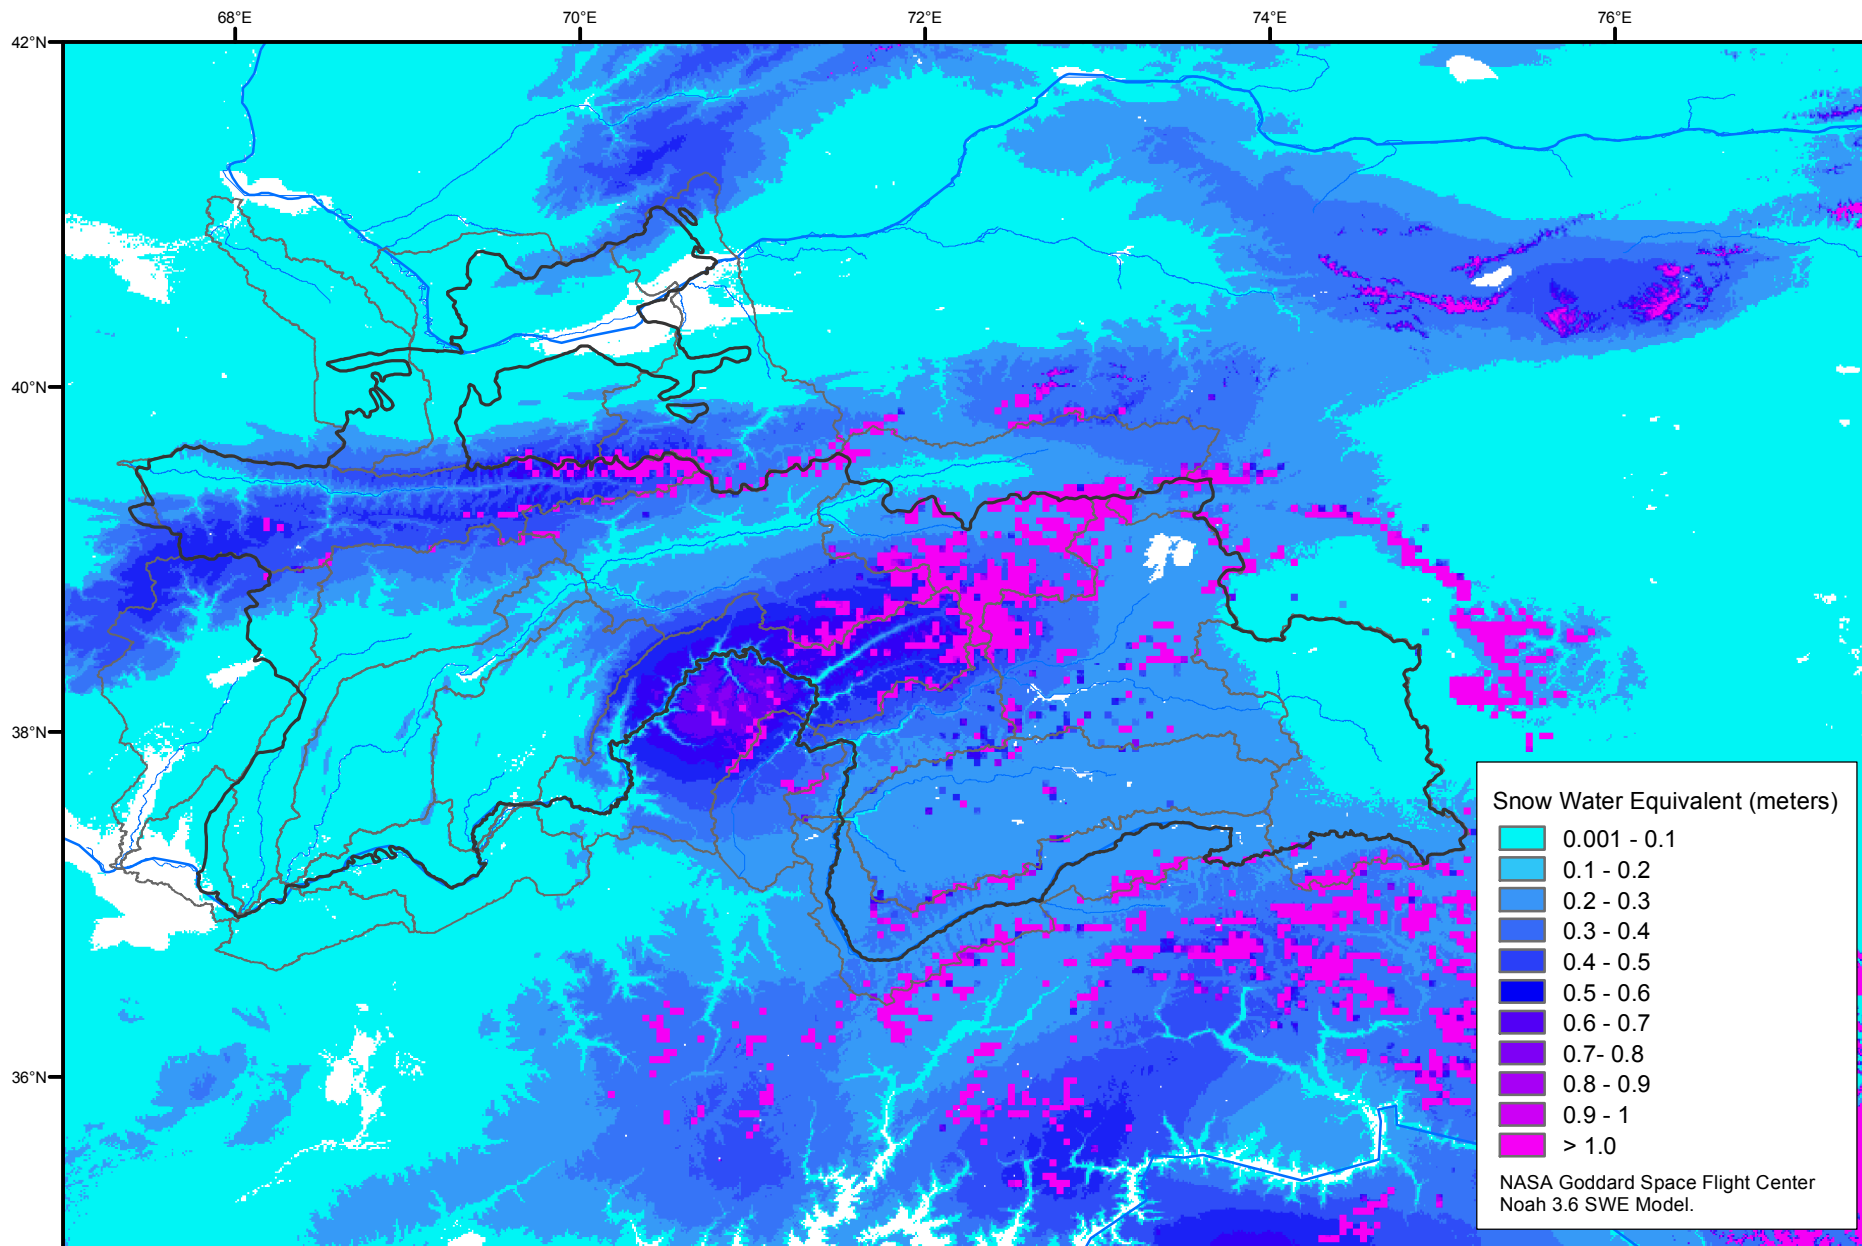 68°E
70°E
72°E
74°E
76°E
42°N
40°N
38°N
36°N
Snow Water Equivalent (meters)
0.001 - 0.1
0.1 - 0.2
0.2 - 0.3
0.3 - 0.4
0.4 - 0.5
0.5 - 0.6
0.6 - 0.7
0.7- 0.8
0.8 - 0.9
0.9 - 1
> 1.0
NASA Goddard Space Flight Center
Noah 3.6 SWE Model.